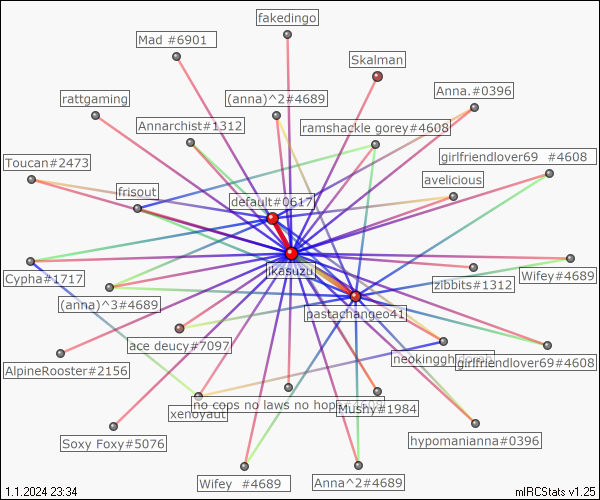 fakedingo
Mad #6901
Skalman
rattgaming
(anna)^2#4689
Anna.#0396
Annarchist#1312
ramshackle gorey#4608
Toucan#2473
girlfriendlover69 #4608
frisout
avelicious
default#0617
jkasuzu
Cypha#1717
zibbits#1312
Wifey#4689
(anna)^3#4689
pastachangeo41
ace deucy#7097
AlpineRooster#2156
girlfriendlover69#4608
xenoyaut
no cops no laws no hope
Mushy#1984
Soxy Foxy#5076
hypomanianna#0396
Wifey #4689
Anna^2#4689
1.1.2024 23:34
mIRCStats v1.25